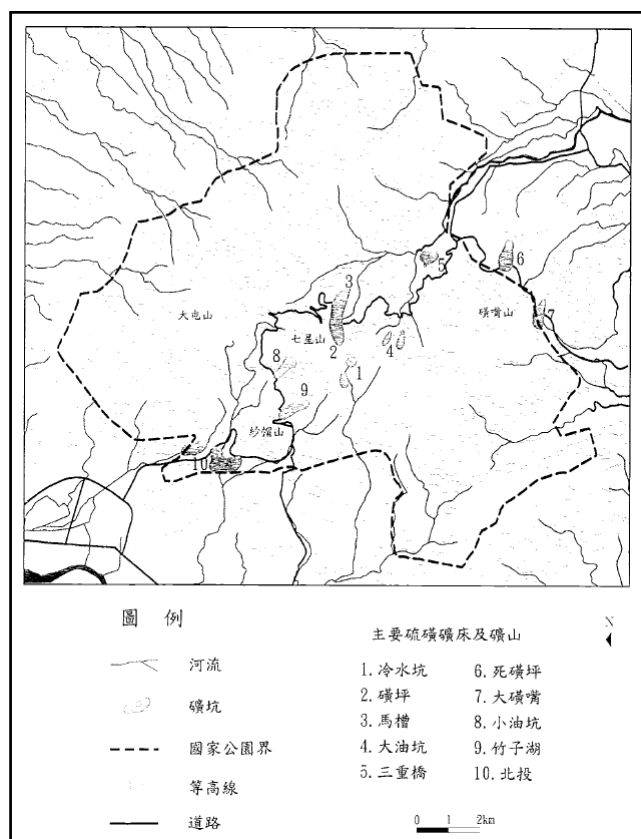 3
5
6
大屯山
磺嘴山
7
七星山
2
4
8
1
9
紗帽山
10
圖 例
河流
礦坑
國家公園界
等高線
道路
主要硫磺礦床及礦山
N
1.冷水坑
2.磺坪
3.馬槽
4.大油坑
5.三重橋
6.死磺坪
7.大磺嘴
8.小油坑
9.竹子湖
10.北投
0 1 2km